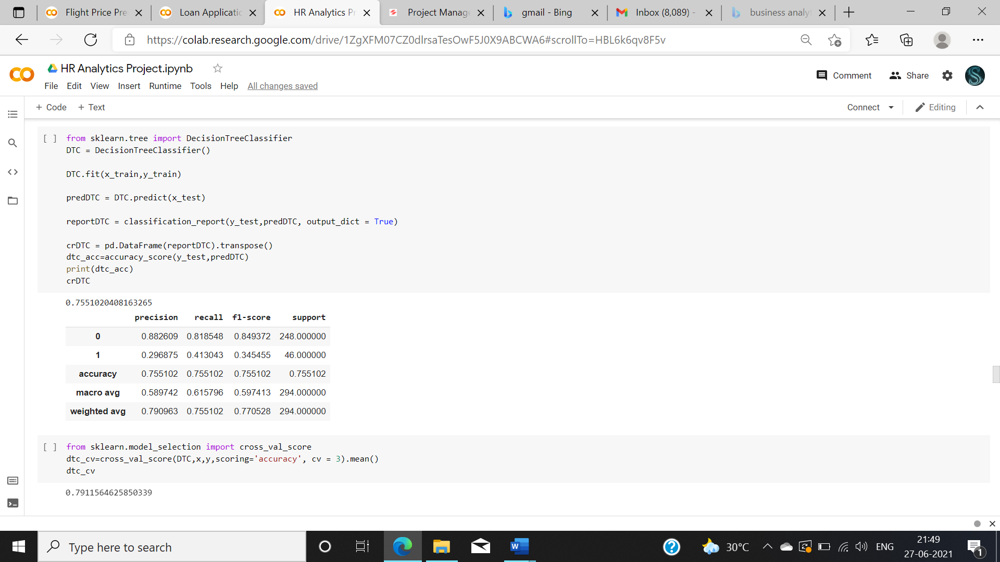 Flight Price Pre
Loan Applicatic
HR Analytics Pr
Project Manage
gmail - Bing
Inbox (8,089) -
business analyt
https://colab.research.google.com/drive/1ZgXFM07CZ0dlrsaTesOwF5J0X9ABCWA6#scrollTo=HBL6k6qv8F5v
HR Analytics Project.ipynb
File Edit View Insert Runtime Tools Help All changes saved
Comment Share
+ Code + Text
Connect Editing
[ ] from sklearn.tree import DecisionTreeClassifier
DTC = DecisionTreeClassifier()
DTC.fit(x_train,y_train)
predDTC = DTC.predict(x_test)
reportDTC = classification_report(y_test,predDTC, output_dict = True)
crDTC = pd.DataFrame(reportDTC).transpose()
dtc_acc=accuracy_score(y_test,predDTC)
print(dtc_acc)
crDTC
0.7551020408163265
precision recall f1-score support
0 0.882609 0.818548 0.849372 248.000000
1 0.296875 0.413043 0.345455 46.000000
accuracy 0.755102 0.755102 0.755102 0.755102
macro avg 0.589742 0.615796 0.597413 294.000000
weighted avg 0.790963 0.755102 0.770528 294.000000
[ ] from sklearn.model_selection import cross_val_score
dtc_cv=cross_val_score(DTC,x,y,scoring='accuracy', cv = 3).mean()
dtc_cv
0.7911564625850339
Type here to search
30°C
ENG
21:49
27-06-2021
1